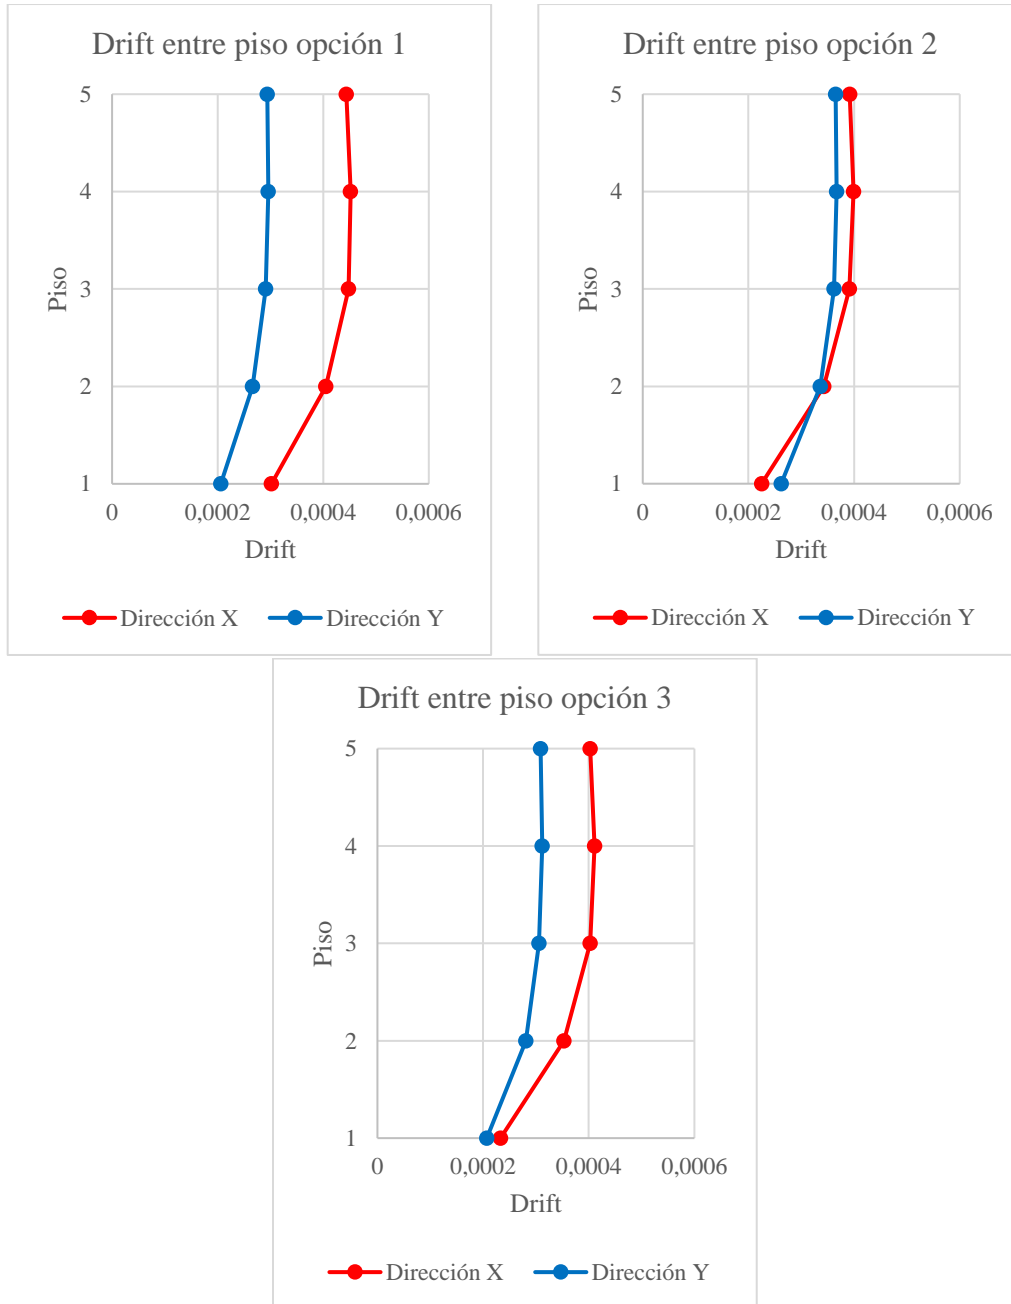 Drift entre piso opción 1
5
4
3
2
1
Piso
0 0,0002 0,0004 0,0006
Drift
Dirección X Dirección Y
Drift entre piso opción 2
5
4
3
2
1
Piso
0 0,0002 0,0004 0,0006
Drift
Dirección X Dirección Y
Drift entre piso opción 3
5
4
3
2
1
Piso
0 0,0002 0,0004 0,0006
Drift
Dirección X Dirección Y